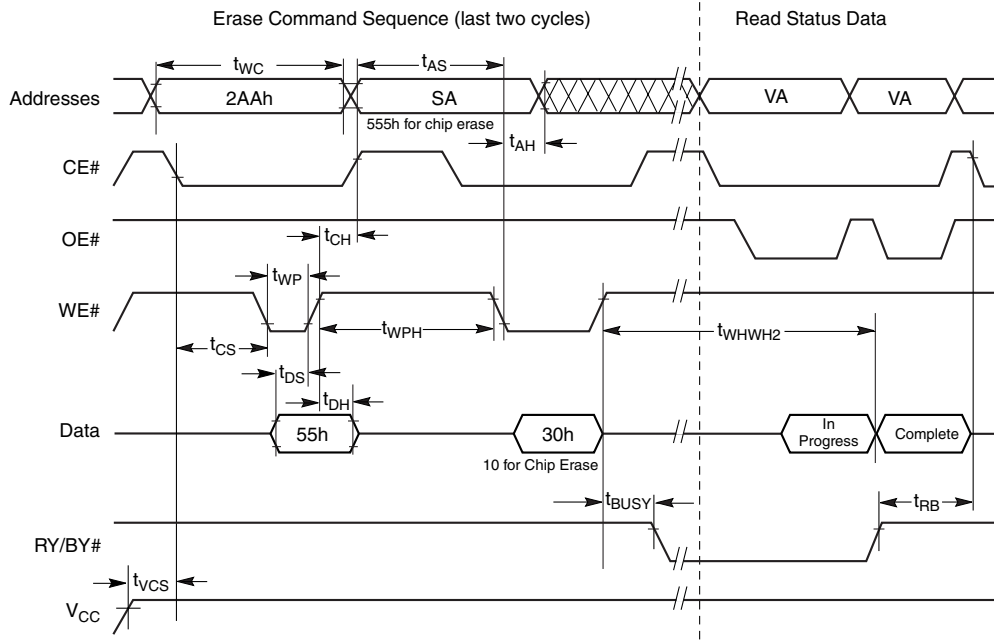 Erase Command Sequence (last two cycles)
Read Status Data
tWC
tAS
Addresses
2AAh
SA
VA
VA
555h for chip erase
tAH
CE#
OE#
tCH
tWP
WE#
tWPH
tWHWH2
tCS
tDS
tDH
Data
55h
30h
In
Progress
Complete
10 for Chip Erase
tBUSY
tRB
RY/BY#
tVCS
VCC